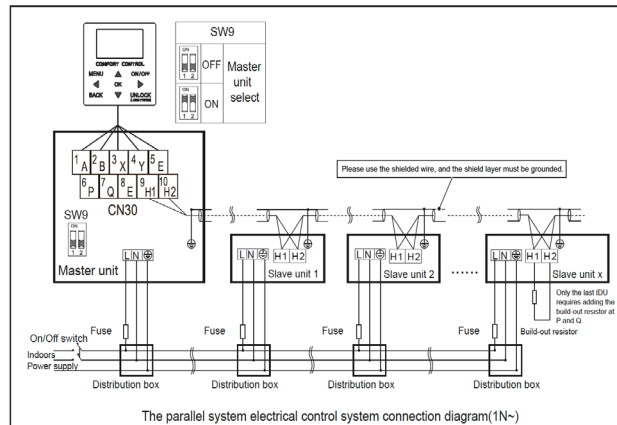 COMFORT CONTROL
MENU ON/OFF
OK
BACK UNLOCK
SW9
ON
1 2
OFF
ON
1 2
ON
Master unit select
1 A 2 B 3 X 4 Y 5 E
6 P 7 Q 8 E 9 H1 10 H2
CN30
SW9
ON
1 2
Master unit
L N
Please use the shielded wire, and the shield layer must be grounded.
L N H1 H2
Slave unit 1
L N H1 H2
Slave unit 2
......
L N H1 H2
Slave unit x
Only the last IDU
requires adding the
build-out resistor at
P and Q
Build-out resistor
Fuse
Fuse
Fuse
Fuse
On/Off switch
Indoors
Power supply
Distribution box
Distribution box
Distribution box
Distribution box
The parallel system electrical control system connection diagram(1N~)